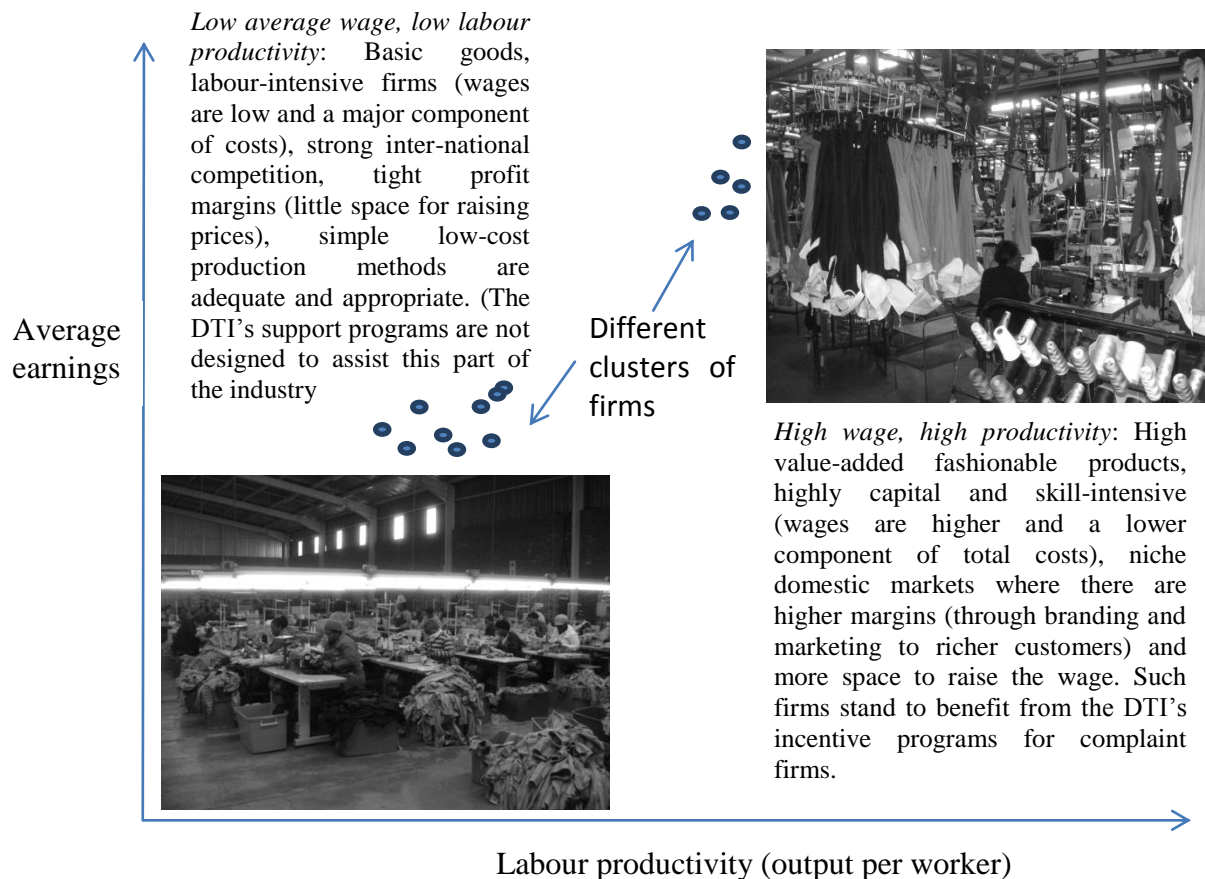 Low average wage, low labour
productivity: Basic goods,
labour-intensive firms (wages
are low and a major component
of costs), strong inter-national
competition, tight profit
margins (little space for raising
prices), simple low-cost
production methods are
adequate and appropriate. (The
DTI’s support programs are not
designed to assist this part of
the industry
Average
earnings
Different
clusters of
firms
High wage, high productivity: High
value-added fashionable products,
highly capital and skill-intensive
(wages are higher and a lower
component of total costs), niche
domestic markets where there are
higher margins (through branding and
marketing to richer customers) and
more space to raise the wage. Such
firms stand to benefit from the DTI’s
incentive programs for complaint
firms.
Labour productivity (output per worker)